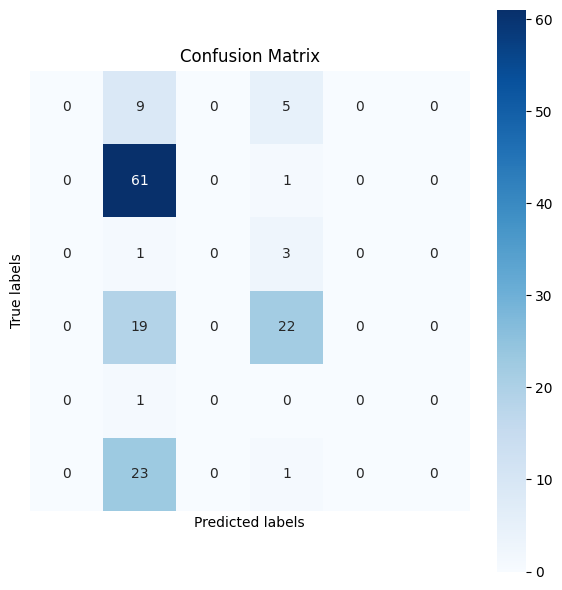 Confusion Matrix
True labels
0 9 0 5 0 0
0 61 0 1 0 0
0 1 0 3 0 0
0 19 0 22 0 0
0 1 0 0 0 0
0 23 0 1 0 0
Predicted labels
60
50
40
30
20
10
0